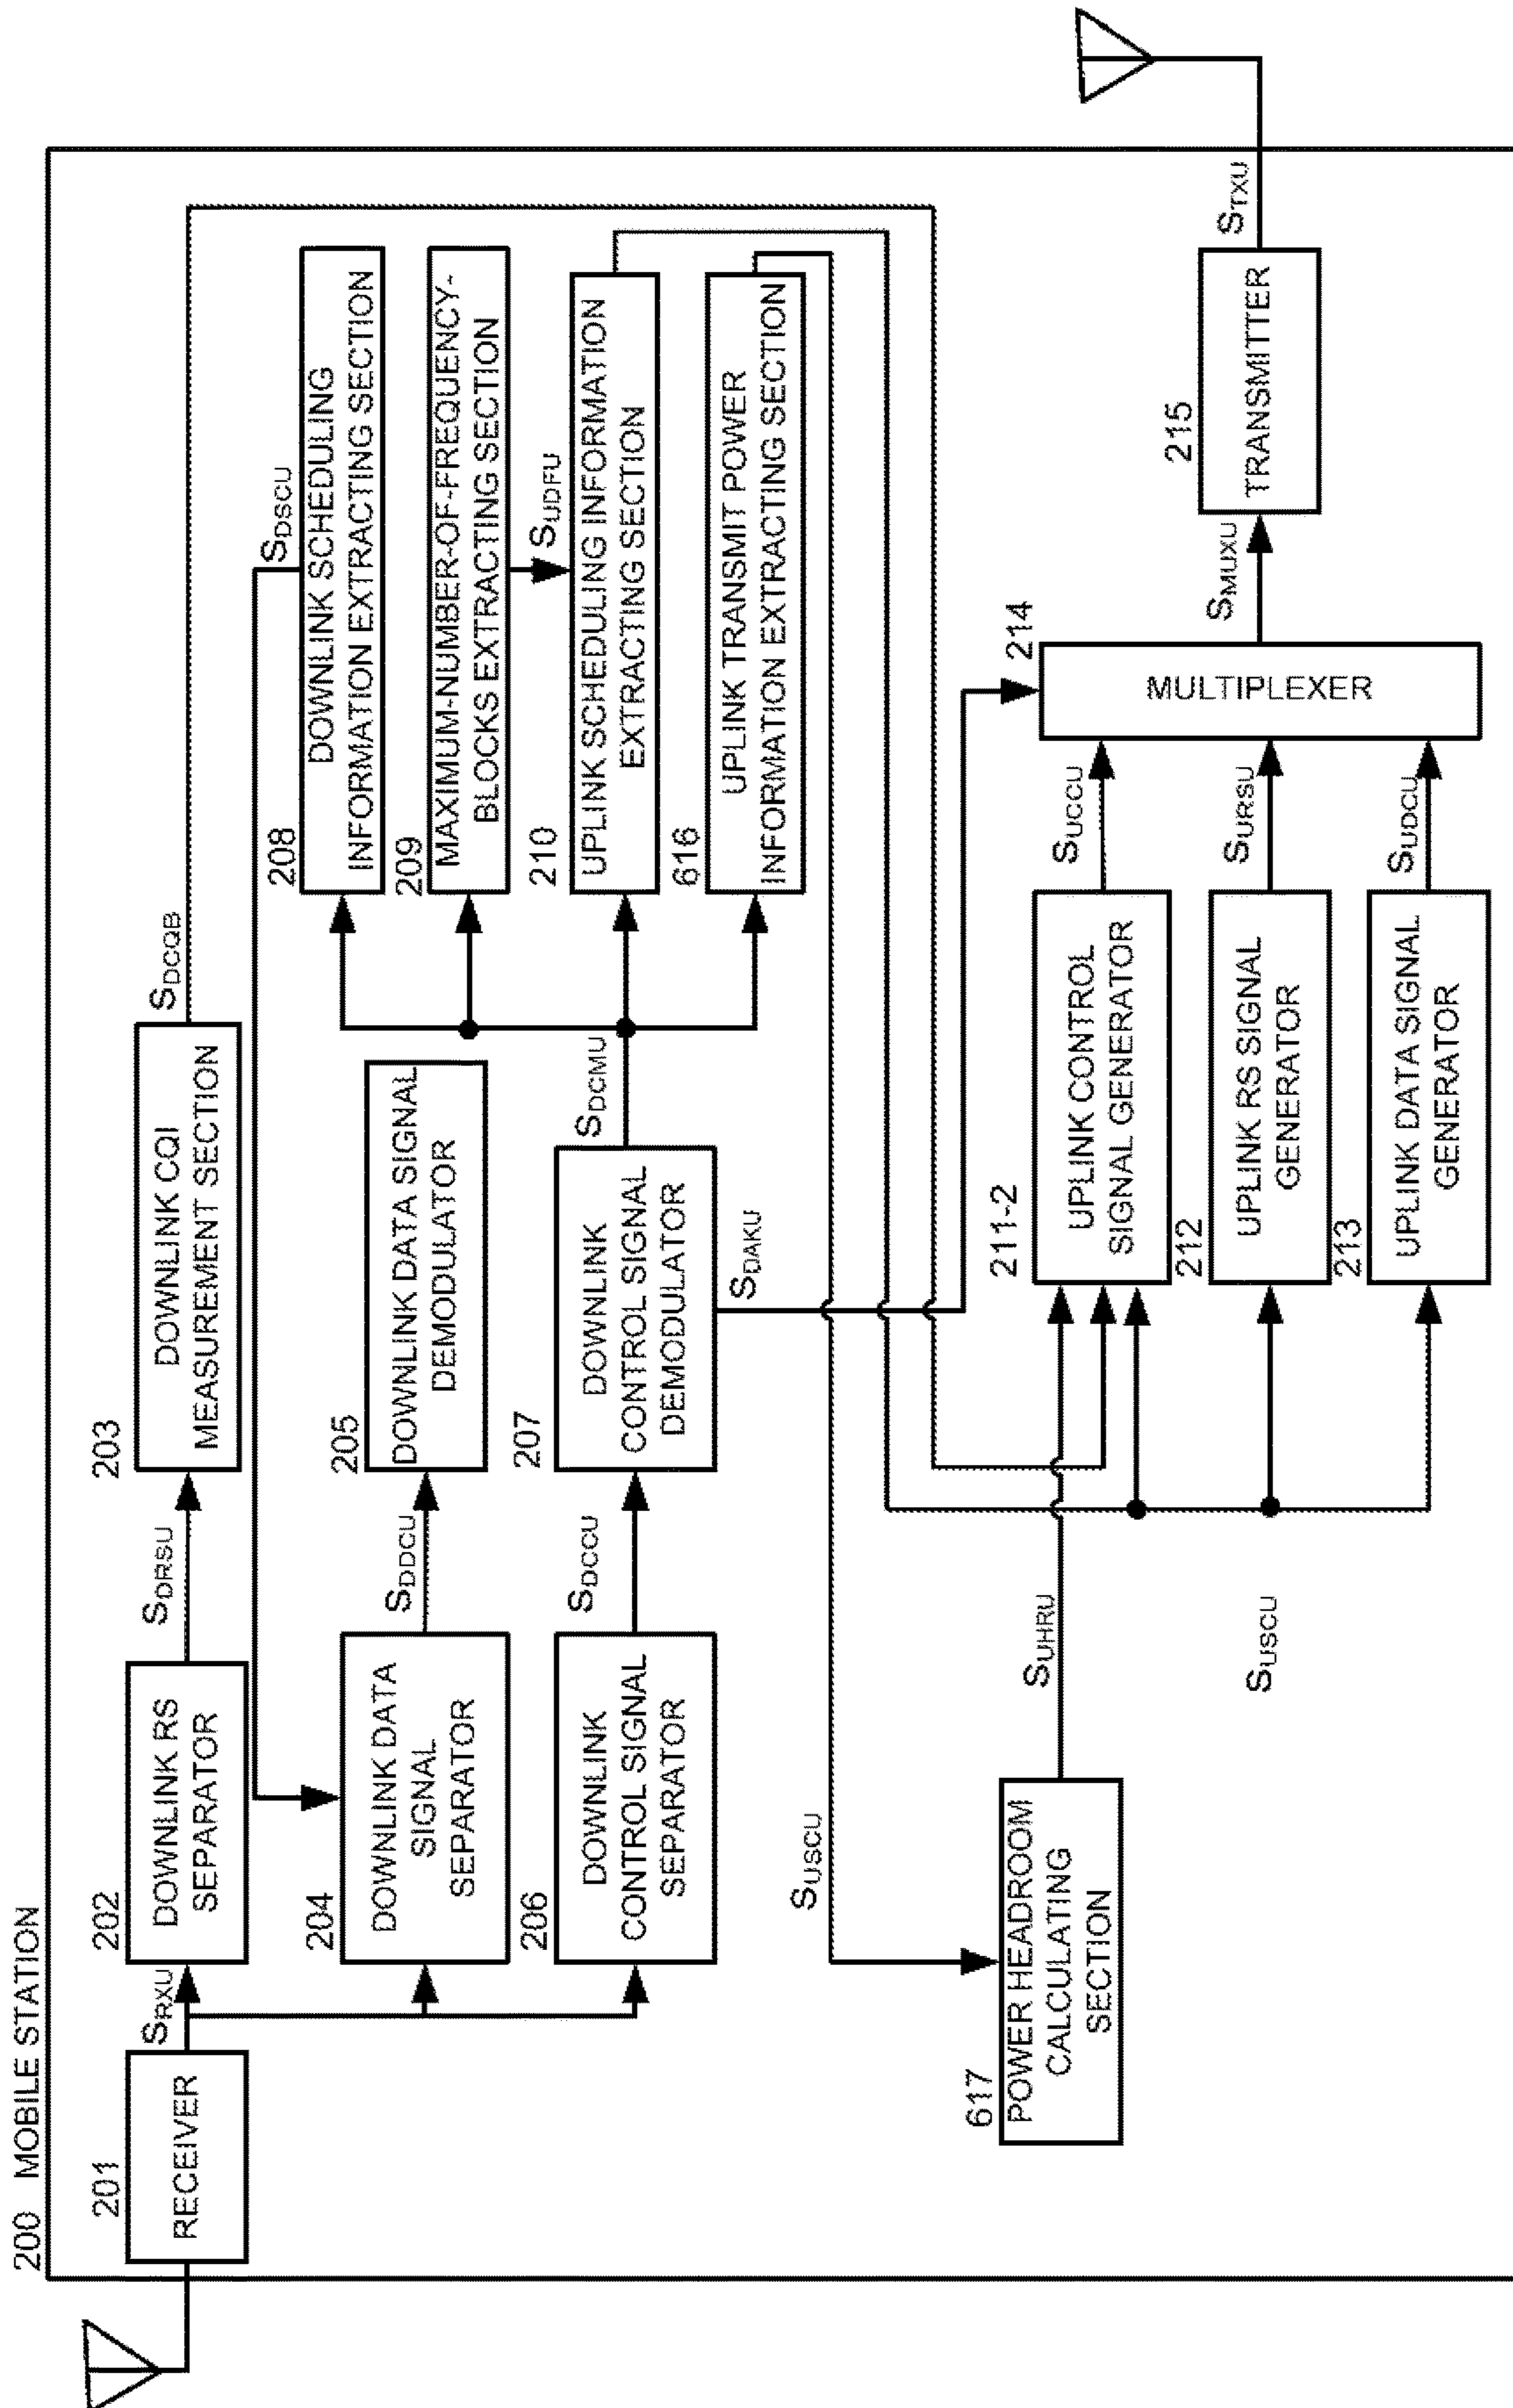 200 MOBILE STATION
201
RECEIVER
SRXU
202
DOWNLINK RS
SEPARATOR
SDRSU
203
DOWNLINK CQI
MEASUREMENT SECTION
SDCQB
204
DOWNLINK DATA
SIGNAL
SEPARATOR
SDDCU
205
DOWNLINK DATA SIGNAL
DEMODULATOR
206
DOWNLINK
CONTROL SIGNAL
SEPARATOR
SDCCU
207
DOWNLINK
CONTROL SIGNAL
DEMODULATOR
SDCMU
SDAKU
SDSCU
208
DOWNLINK SCHEDULING
INFORMATION EXTRACTING SECTION
209
MAXIMUM-NUMBER-OF-FREQUENCY-
BLOCKS EXTRACTING SECTION
SUDFU
210
UPLINK SCHEDULING INFORMATION
EXTRACTING SECTION
616
UPLINK TRANSMIT POWER
INFORMATION EXTRACTING SECTION
SUSCU
617
POWER HEADROOM
CALCULATING
SECTION
SUHRU
SUSCU
211-2
UPLINK CONTROL
SIGNAL GENERATOR
SUCCU
212
UPLINK RS SIGNAL
GENERATOR
SURSU
213
UPLINK DATA SIGNAL
GENERATOR
SUDCU
214
MULTIPLEXER
SMUXU
215
TRANSMITTER
STXU